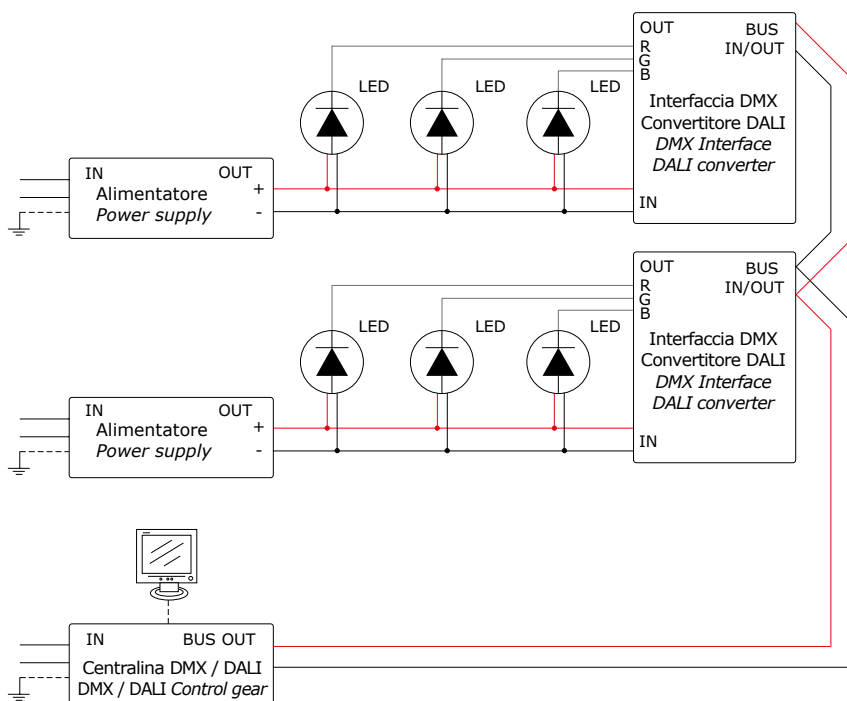 OUT BUS
R IN/OUT
G
B
LED LED LED
Interfaccia DMX
Convertitore DALI
DMX Interface
DALI converter
IN OUT
Alimentatore +
Power supply -
IN
OUT BUS
R IN/OUT
G
B
LED LED LED
Interfaccia DMX
Convertitore DALI
DMX Interface
DALI converter
IN OUT
Alimentatore +
Power supply -
IN
IN BUS OUT
Centralina DMX / DALI
DMX / DALI Control gear